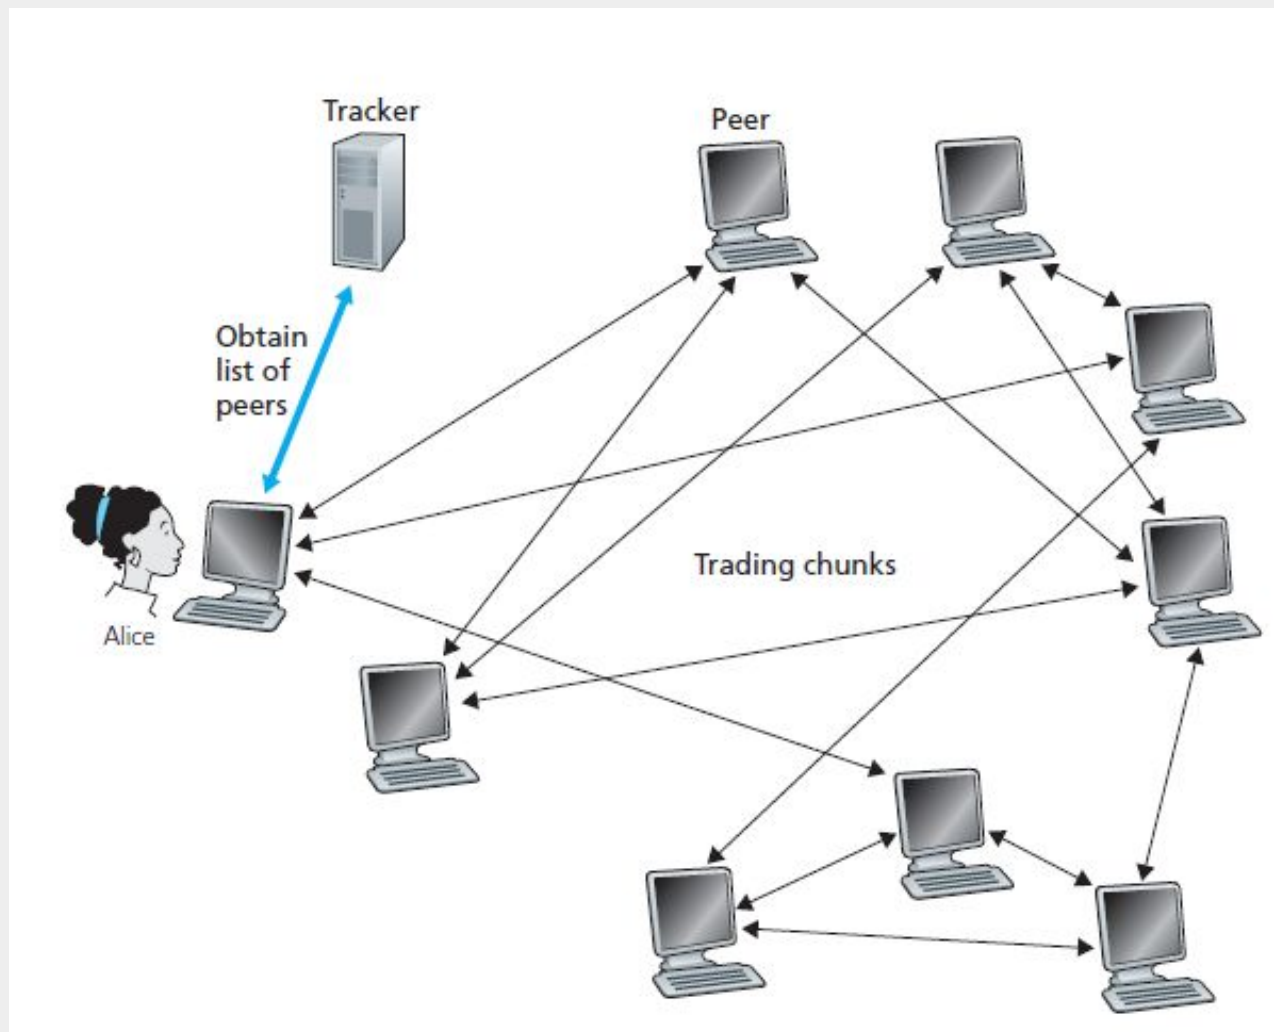 Tracker
Peer
Obtain
list of
peers
Trading chunks
Alice